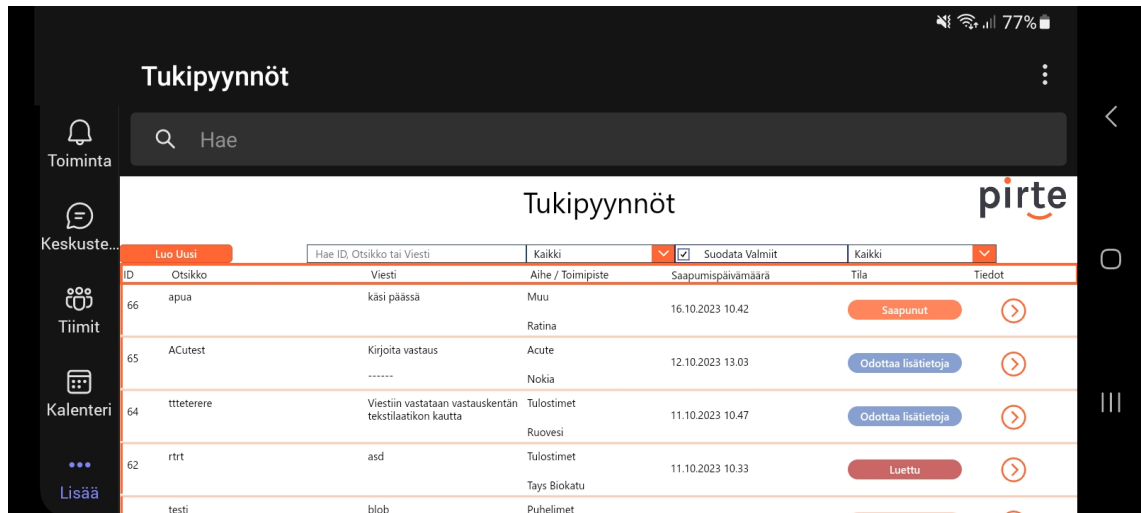 77%
Tukipyynnöt
Hae
Toiminta
Keskuste...
Tiimit
Kalenteri
Lisää
Tukipyynnöt
pirte
Luo Uusi
Hae ID, Otsikko tai Viesti
Kaikki
Suodata Valmiit
Kaikki
ID Otsikko Viesti Aihe / Toimipiste Saapumispäivämäärä Tila Tiedot
66 apua käsi päässä Muu 16.10.2023 10.42 Saapunut
Ratina
65 ACutest Kirjoita vastaus Acute 12.10.2023 13.03 Odottaa lisätietoja
------
Nokia
64 ttteterere Viestiin vastataan vastauskentän Tulostimet 11.10.2023 10.47 Odottaa lisätietoja
tekstilaatikon kautta
Ruovesi
62 rtrt asd Tulostimet 11.10.2023 10.33 Luettu
Tays Biokatu
testi blob Puhelimet